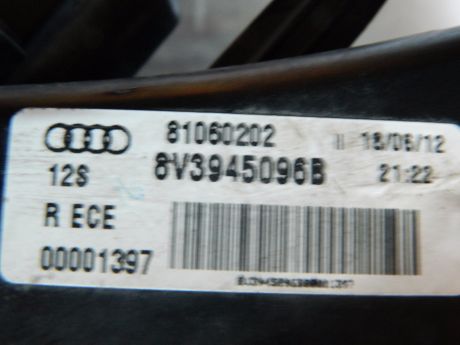 81060202 18/06/12
12S 8V3945096B 21:22
R ECE
00001397